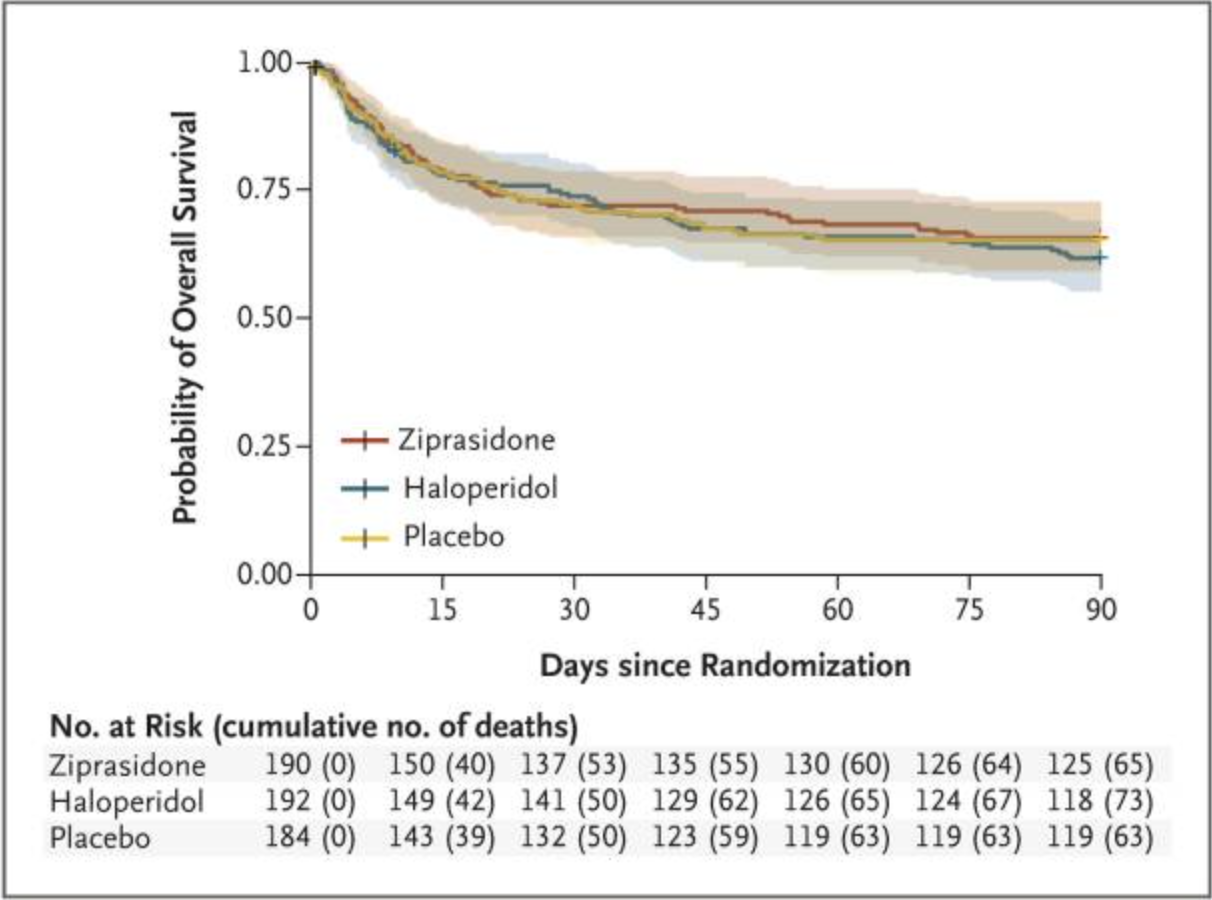 1.00
0.75
0.50
0.25
0.00
Probability of Overall Survival
Ziprasidone
Haloperidol
Placebo
0 15 30 45 60 75 90
Days since Randomization
No. at Risk (cumulative no. of deaths)
Ziprasidone 190 (0) 150 (40) 137 (53) 135 (55) 130 (60) 126 (64) 125 (65)
Haloperidol 192 (0) 149 (42) 141 (50) 129 (62) 126 (65) 124 (67) 118 (73)
Placebo 184 (0) 143 (39) 132 (50) 123 (59) 119 (63) 119 (63) 119 (63)